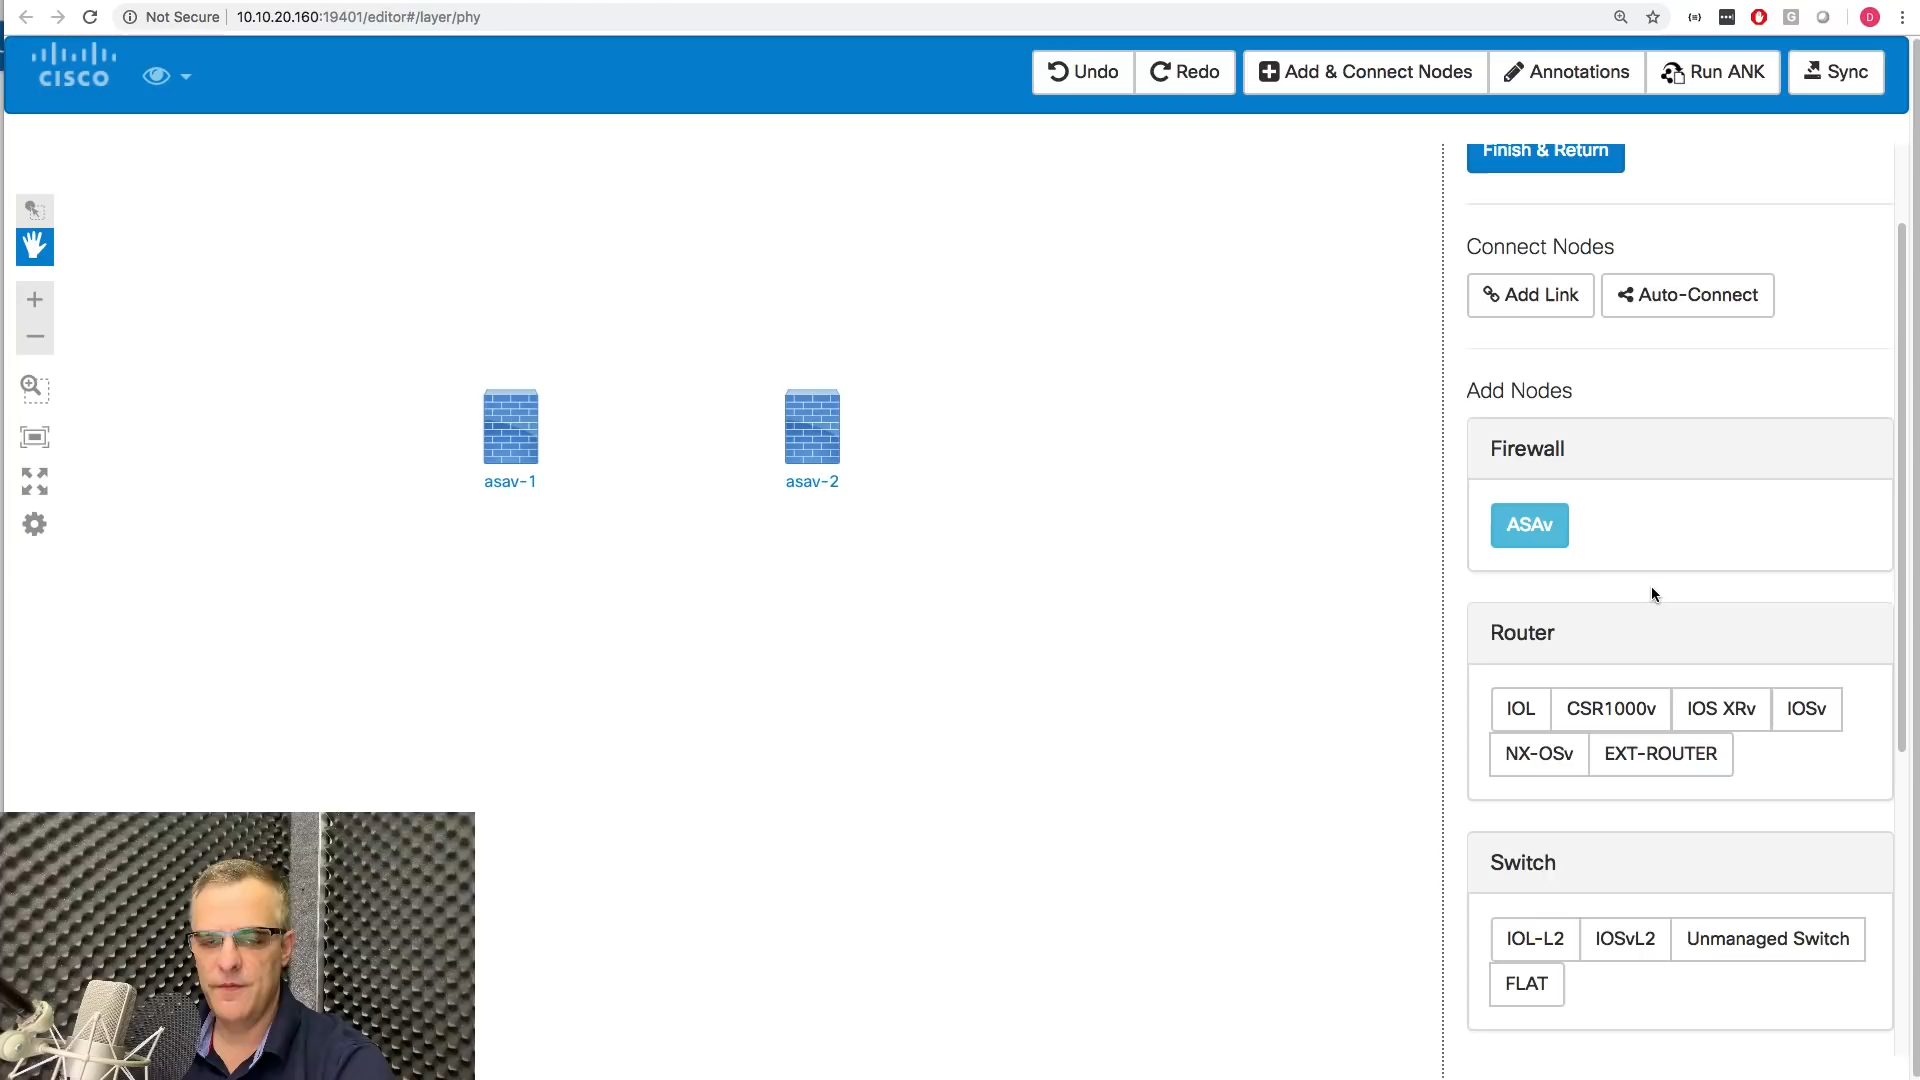 Not Secure 10.10.20.160:19401/editor#/layer/phy
D
CISCO
Undo
Redo
Add & Connect Nodes
Annotations
Run ANK
Sync
Finish & Return
Connect Nodes
Add Link
Auto-Connect
Add Nodes
Firewall
ASAv
asav-1
asav-2
Router
IOL
CSR1000v
IOS XRv
IOSv
NX-OSv
EXT-ROUTER
Switch
IOL-L2
IOSvL2
Unmanaged Switch
FLAT